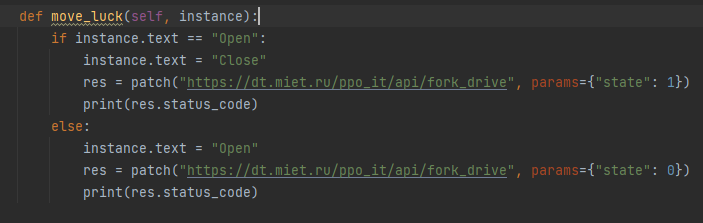 def move_luck(self, instance):
    if instance.text == "Open":
        instance.text = "Close"
        res = patch("https://dt.miet.ru/ppo_it/api/fork_drive", params={"state": 1})
        print(res.status_code)
    else:
        instance.text = "Open"
        res = patch("https://dt.miet.ru/ppo_it/api/fork_drive", params={"state": 0})
        print(res.status_code)